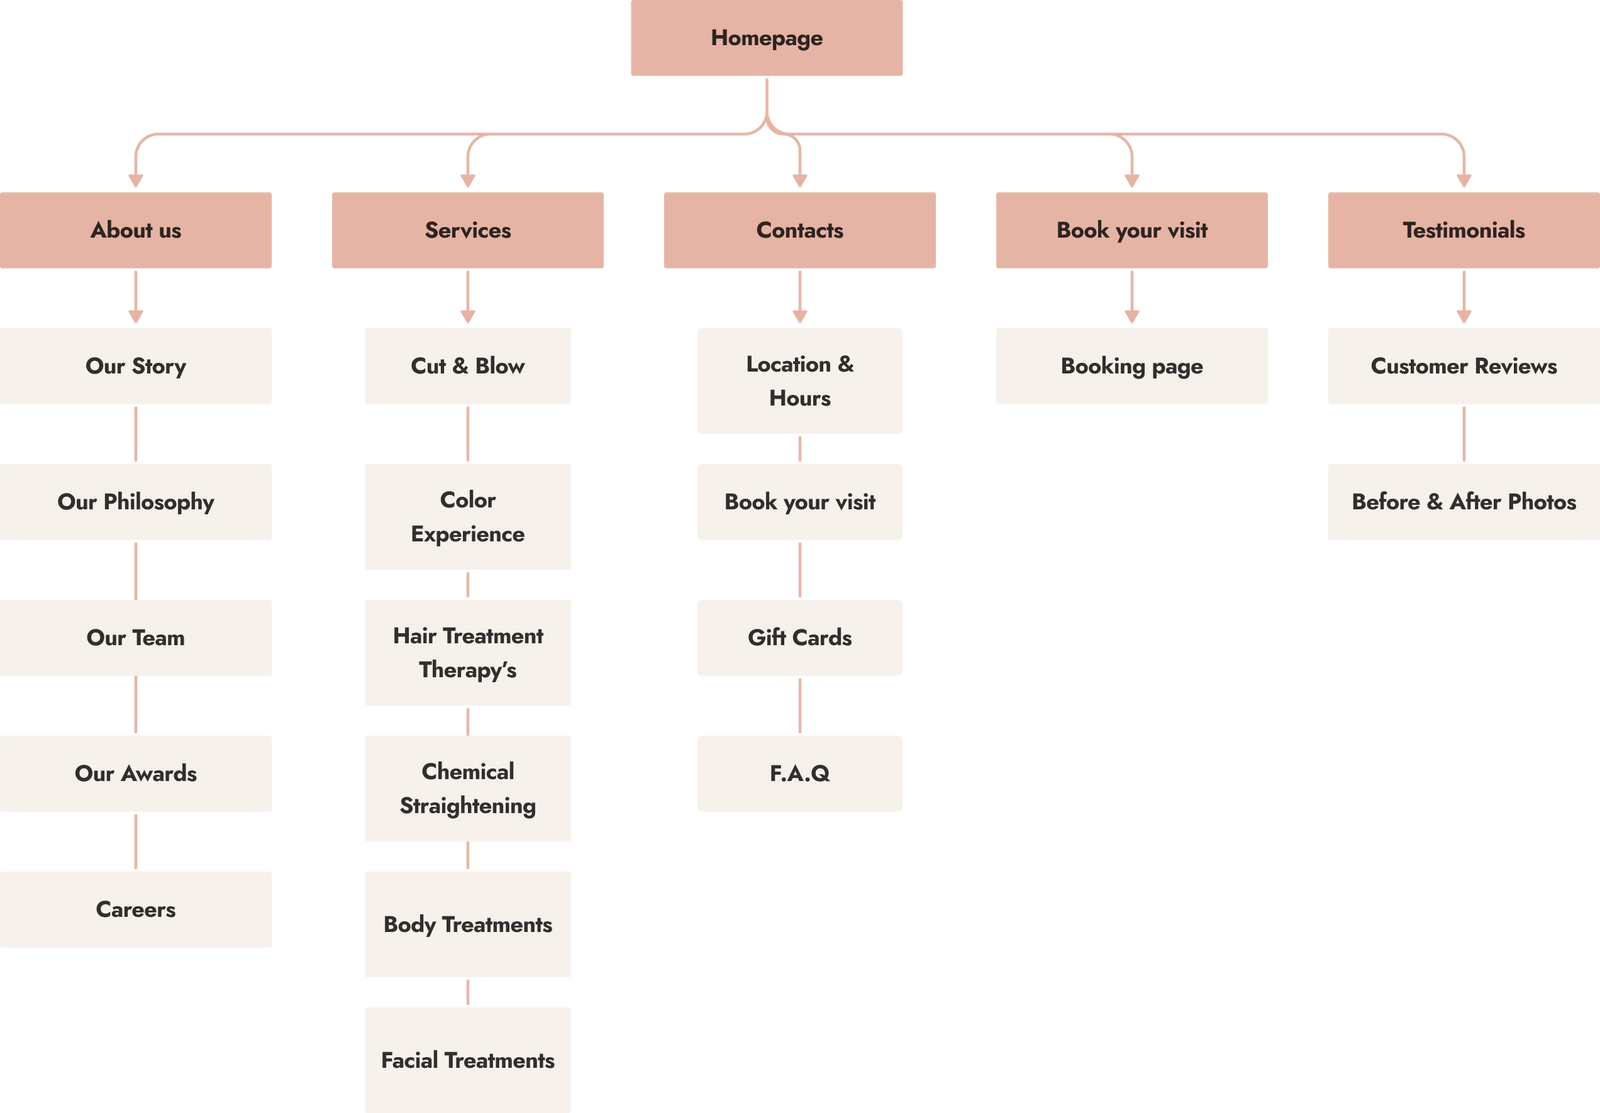 Homepage
About us
Services
Contacts
Book your visit
Testimonials
Our Story
Our Philosophy
Our Team
Our Awards
Careers
Cut & Blow
Color
Experience
Hair Treatment
Therapy’s
Chemical
Straightening
Body Treatments
Facial Treatments
Location &
Hours
Book your visit
Gift Cards
F.A.Q
Booking page
Customer Reviews
Before & After Photos